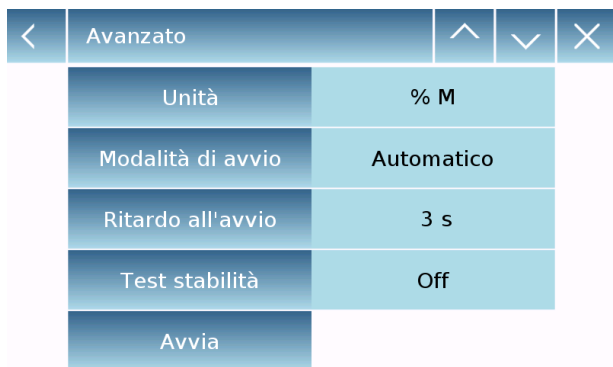 Avanzato
Unità % M
Modalità di avvio Automatico
Ritardo all'avvio 3 s
Test stabilità Off
Avvia